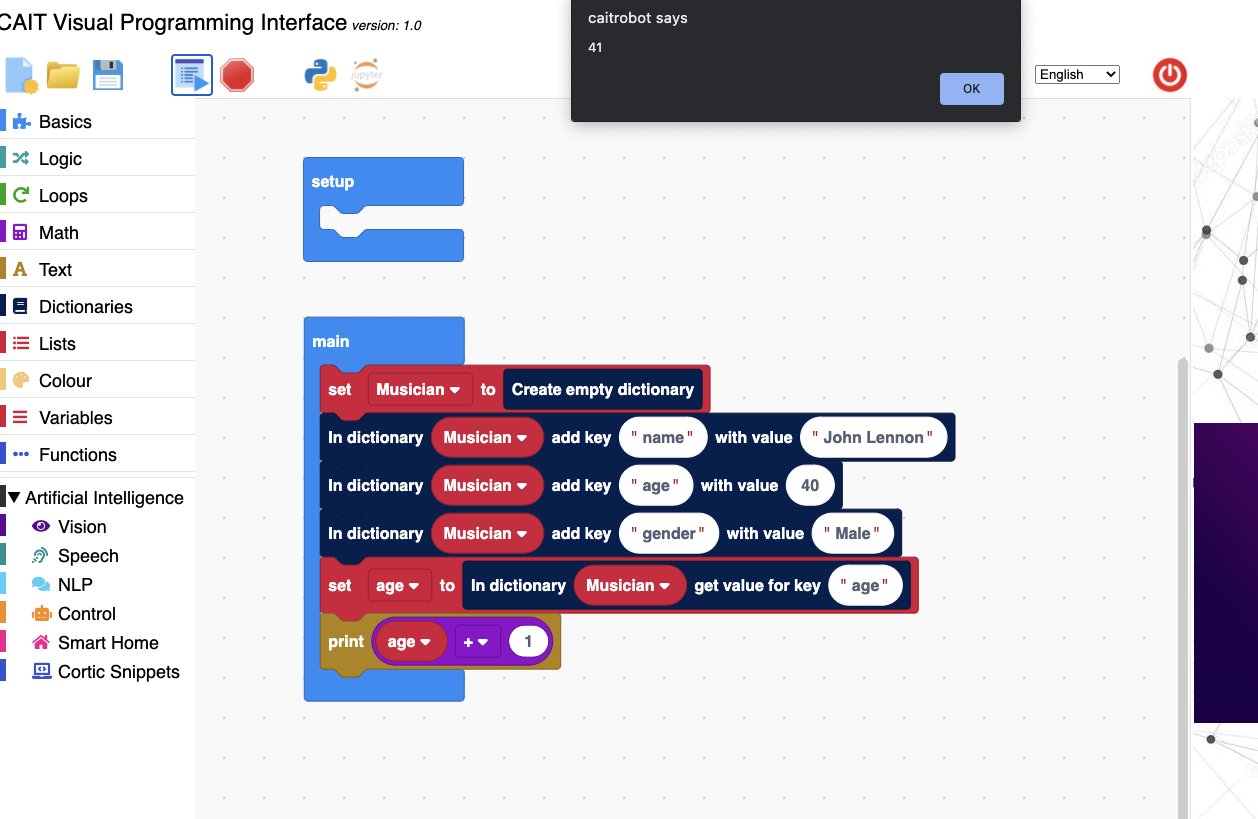 CAIT Visual Programming Interface version: 1.0
caitrobot says
41
OK
jupyter
English
Basics
Logic
Loops
Math
A Text
Dictionaries
Lists
Colour
Variables
Functions
Artificial Intelligence
Vision
Speech
NLP
Control
Smart Home
Cortic Snippets
setup
main
set Musician to Create empty dictionary
In dictionary Musician add key "name" with value "John Lennon"
In dictionary Musician add key "age" with value 40
In dictionary Musician add key "gender" with value "Male"
set age to In dictionary Musician get value for key "age"
print age + 1